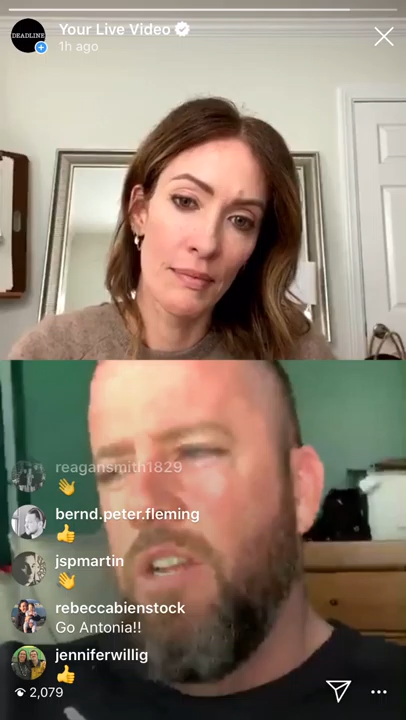 DEADLINE
Your Live Video
1h ago
reagansmith1829
bernd.peter.fleming
jspmartin
rebeccabienstock
Go Antonia!!
jenniferwillig
2,079